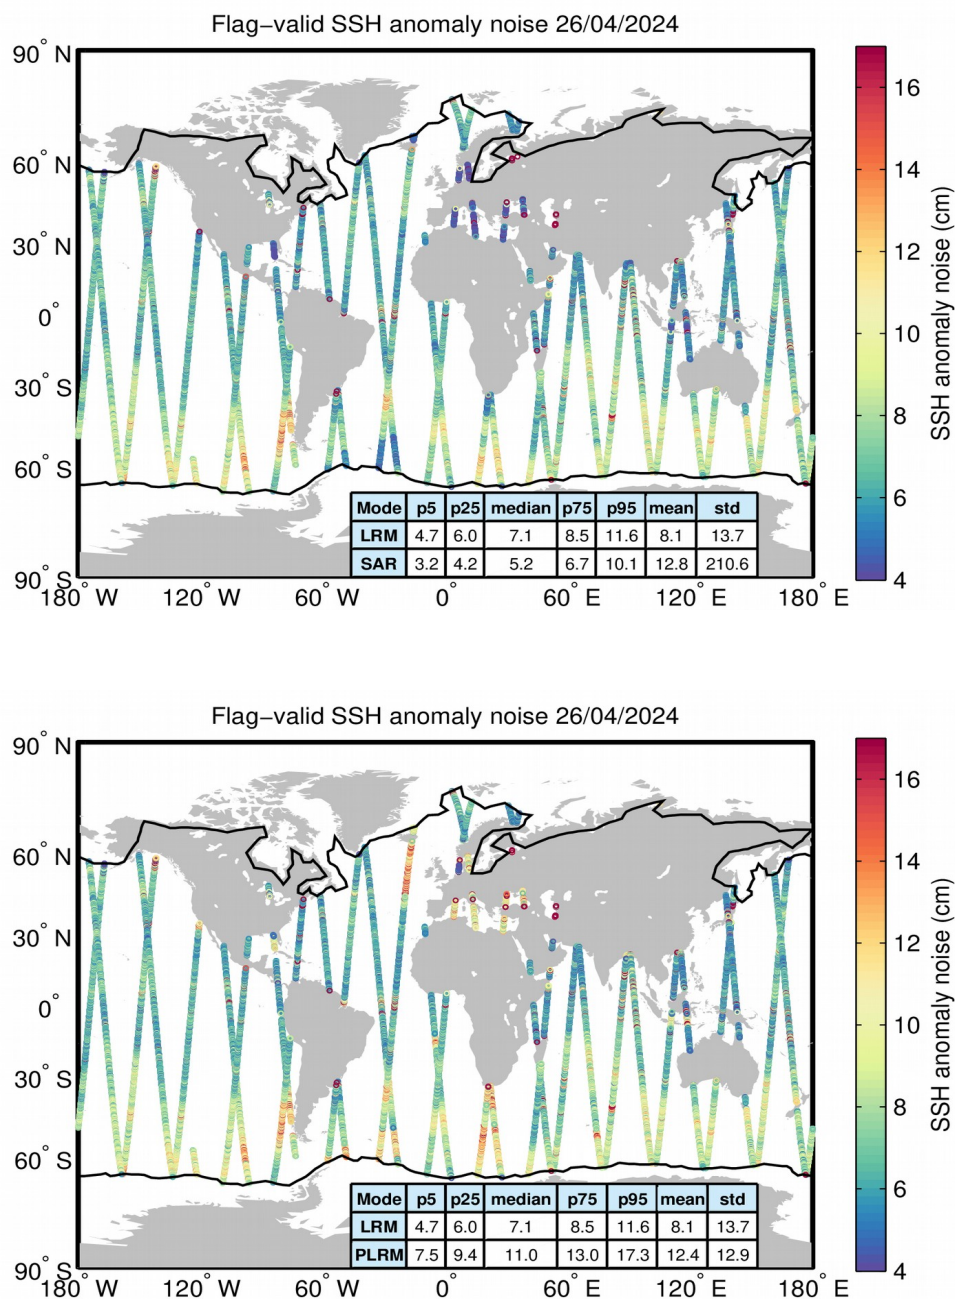 Flag−valid SSH anomaly noise 26/04/2024
90° N
60° N
30° N
0°
30° S
60° S
90° S
180° W 120° W 60° W 0° 60° E 120° E 180° E
Mode p5 p25 median p75 p95 mean std
LRM 4.7 6.0 7.1 8.5 11.6 8.1 13.7
SAR 3.2 4.2 5.2 6.7 10.1 12.8 210.6
16
14
12
10
8
6
4
SSH anomaly noise (cm)
Flag−valid SSH anomaly noise 26/04/2024
90° N
60° N
30° N
0°
30° S
60° S
90° S
180° W 120° W 60° W 0° 60° E 120° E 180° E
Mode p5 p25 median p75 p95 mean std
LRM 4.7 6.0 7.1 8.5 11.6 8.1 13.7
PLRM 7.5 9.4 11.0 13.0 17.3 12.4 12.9
16
14
12
10
8
6
4
SSH anomaly noise (cm)